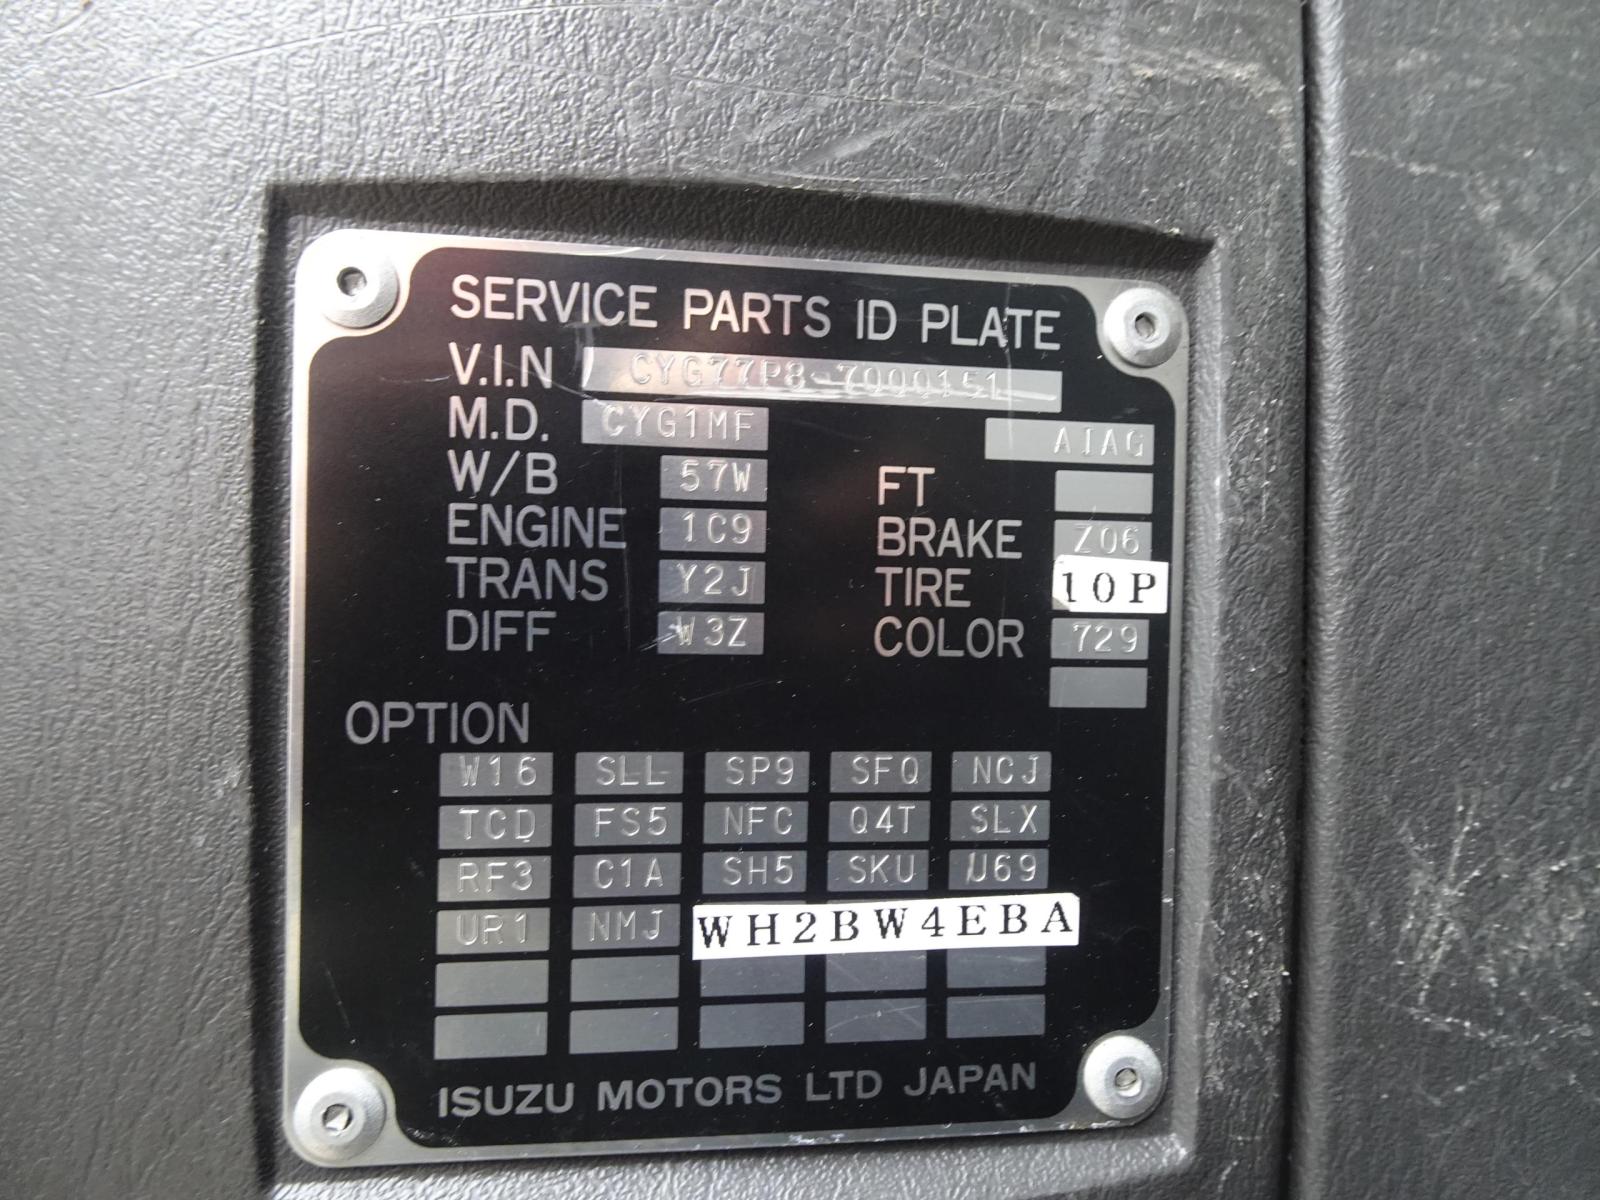 SERVICE PARTS ID PLATE
V.I.N CYG77P8-7000151
M.D. CYG1MF AIAG
W/B 57W FT
ENGINE 1C9 BRAKE Z06
TRANS Y2J TIRE 10P
DIFF W3Z COLOR 729
OPTION
W16 SLL SP9 SFQ NCJ
TCD FS5 NFC Q4T SLX
RF3 C1A SH5 SKU U69
UR1 NMJ WH2BW4EBA
ISUZU MOTORS LTD JAPAN